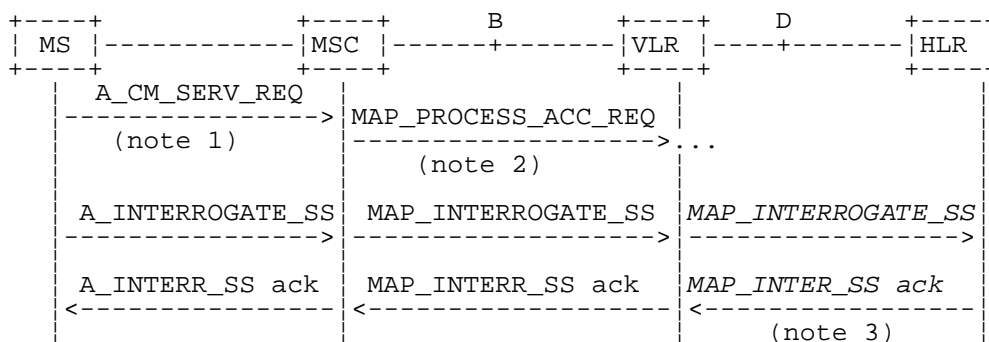 B D
MS MSC VLR HLR
A_CM_SERV_REQ
MAP_PROCESS_ACC_REQ
(note 1) ...
(note 2)
A_INTERROGATE_SS MAP_INTERROGATE_SS MAP_INTERROGATE_SS
A_INTERR_SS ack MAP_INTERR_SS ack MAP_INTER_SS ack
(note 3)